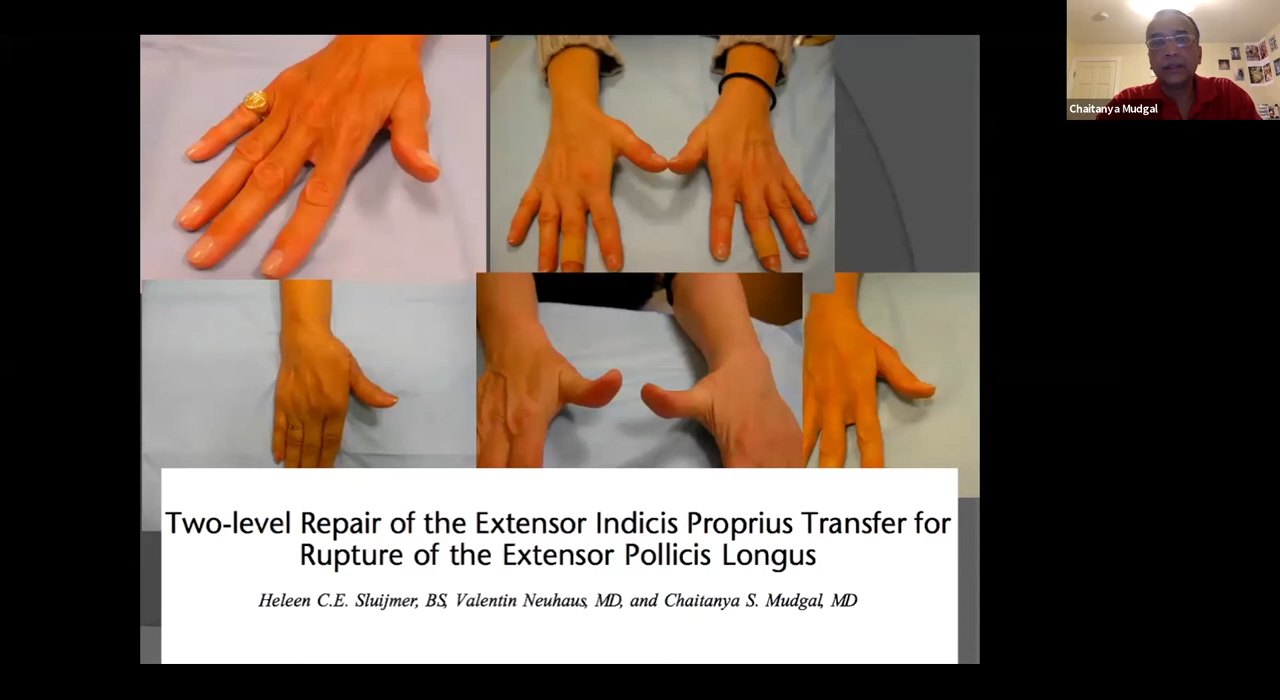 Chaitanya Mudgal
Two-level Repair of the Extensor Indicis Proprius Transfer for
Rupture of the Extensor Pollicis Longus
Heleen C.E. Sluijmer, BS, Valentin Neuhaus, MD, and Chaitanya S. Mudgal, MD